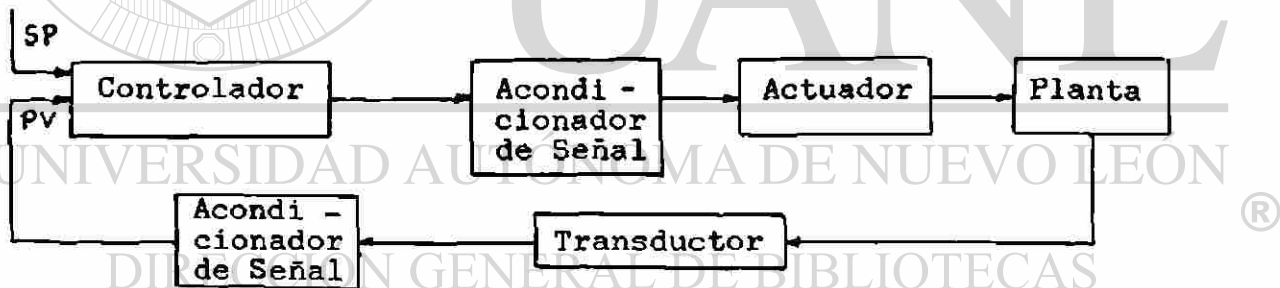 SP
PV
Controlador
Acondi -
cionador
de Señal
Actuador
Planta
Acondi -
cionador
de Señal
Transductor
UANL
UNIVERSIDAD AUTÓNOMA DE NUEVO LEÓN
®
DIRECCIÓN GENERAL DE BIBLIOTECAS